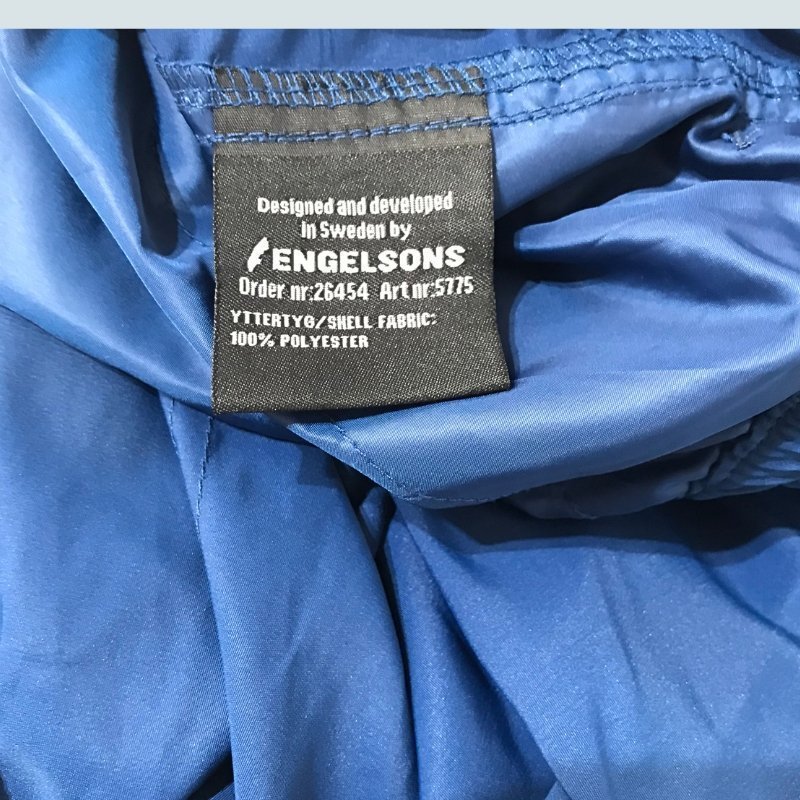 Designed and developed
in Sweden by
ENGELSONS
Order nr:26454 Art nr:5775
YTTERTYG/SHELL FABRIC:
100% POLYESTER